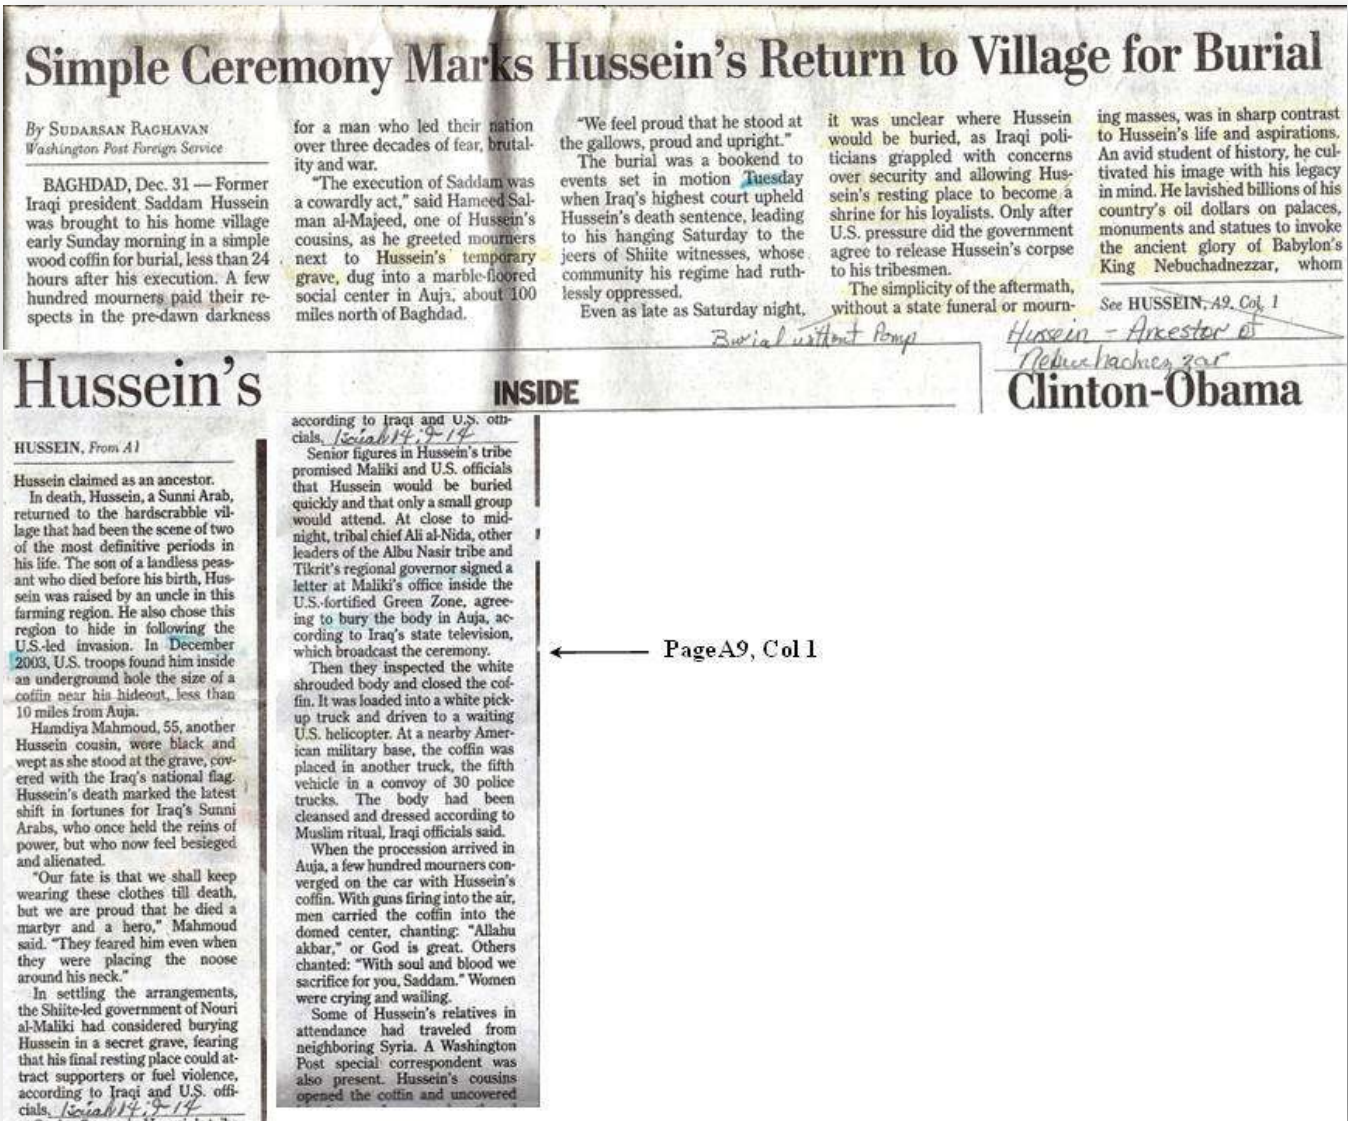 Simple Ceremony Marks Hussein's Return to Village for Burial
By SUDARSAN RAGHAVAN
Washington Post Foreign Service
BAGHDAD, Dec. 31 — Former
Iraqi president Saddam Hussein
was brought to his home village
early Sunday morning in a simple
wood coffin for burial, less than 24
hours after his execution. A few
hundred mourners paid their re-
spects in the pre-dawn darkness
for a man who led their nation
over three decades of fear, brutal-
ity and war.
"The execution of Saddam was
a cowardly act," said Hameed Sal-
man al-Majeed, one of Hussein's
cousins, as he greeted mourners
next to Hussein's temporary
grave, dug into a marble-floored
social center in Auja, about 100
miles north of Baghdad.
"We feel proud that he stood at
the gallows, proud and upright."
The burial was a bookend to
events set in motion Tuesday
when Iraq's highest court upheld
Hussein's death sentence, leading
to his hanging Saturday to the
jeers of Shiite witnesses, whose
community his regime had ruth-
lessly oppressed.
Even as late as Saturday night,
it was unclear where Hussein
would be buried, as Iraqi poli-
ticians grappled with concerns
over security and allowing Hus-
sein's resting place to become a
shrine for his loyalists. Only after
U.S. pressure did the government
agree to release Hussein's corpse
to his tribesmen.
The simplicity of the aftermath,
without a state funeral or mourn-
ing masses, was in sharp contrast
to Hussein's life and aspirations.
An avid student of history, he cul-
tivated his image with his legacy
in mind. He lavished billions of his
country's oil dollars on palaces,
monuments and statues to invoke
the ancient glory of Babylon's
King Nebuchadnezzar, whom
See HUSSEIN, A9, Col. 1
Burial without Pomp
Hussein - Ancestor of
Nebuchadnezzar
Hussein's
INSIDE
Clinton-Obama
HUSSEIN, From A1
Hussein claimed as an ancestor.
In death, Hussein, a Sunni Arab,
returned to the hardscrabble vil-
lage that had been the scene of two
of the most definitive periods in
his life. The son of a landless peas-
ant who died before his birth, Hus-
sein was raised by an uncle in this
farming region. He also chose this
region to hide in following the
U.S.-led invasion. In December
2003, U.S. troops found him inside
an underground hole the size of a
coffin near his hideout, less than
10 miles from Auja.
Hamdiya Mahmoud, 55, another
Hussein cousin, wore black and
wept as she stood at the grave, cov-
ered with the Iraq's national flag.
Hussein's death marked the latest
shift in fortunes for Iraq's Sunni
Arabs, who once held the reins of
power, but who now feel besieged
and alienated.
"Our fate is that we shall keep
wearing these clothes till death,
but we are proud that he died a
martyr and a hero," Mahmoud
said. "They feared him even when
they were placing the noose
around his neck."
In settling the arrangements,
the Shiite-led government of Nouri
al-Maliki had considered burying
Hussein in a secret grave, fearing
that his final resting place could at-
tract supporters or fuel violence,
according to Iraqi and U.S. offi-
cials. Isaiah 14:9-14
according to Iraqi and U.S. offi-
cials. Isaiah 14:9-14
Senior figures in Hussein's tribe
promised Maliki and U.S. officials
that Hussein would be buried
quickly and that only a small group
would attend. At close to mid-
night, tribal chief Ali al-Nida, other
leaders of the Albu Nasir tribe and
Tikrit's regional governor signed a
letter at Maliki's office inside the
U.S.-fortified Green Zone, agree-
ing to bury the body in Auja, ac-
cording to Iraq's state television,
which broadcast the ceremony.
Then they inspected the white
shrouded body and closed the cof-
fin. It was loaded into a white pick-
up truck and driven to a waiting
U.S. helicopter. At a nearby Amer-
ican military base, the coffin was
placed in another truck, the fifth
vehicle in a convoy of 30 police
trucks. The body had been
cleansed and dressed according to
Muslim ritual, Iraqi officials said.
When the procession arrived in
Auja, a few hundred mourners con-
verged on the car with Hussein's
coffin. With guns firing into the air,
men carried the coffin into the
domed center, chanting: "Allahu
akbar," or God is great. Others
chanted: "With soul and blood we
sacrifice for you, Saddam." Women
were crying and wailing.
Some of Hussein's relatives in
attendance had traveled from
neighboring Syria. A Washington
Post special correspondent was
also present. Hussein's cousins
opened the coffin and uncovered
Page A9, Col 1